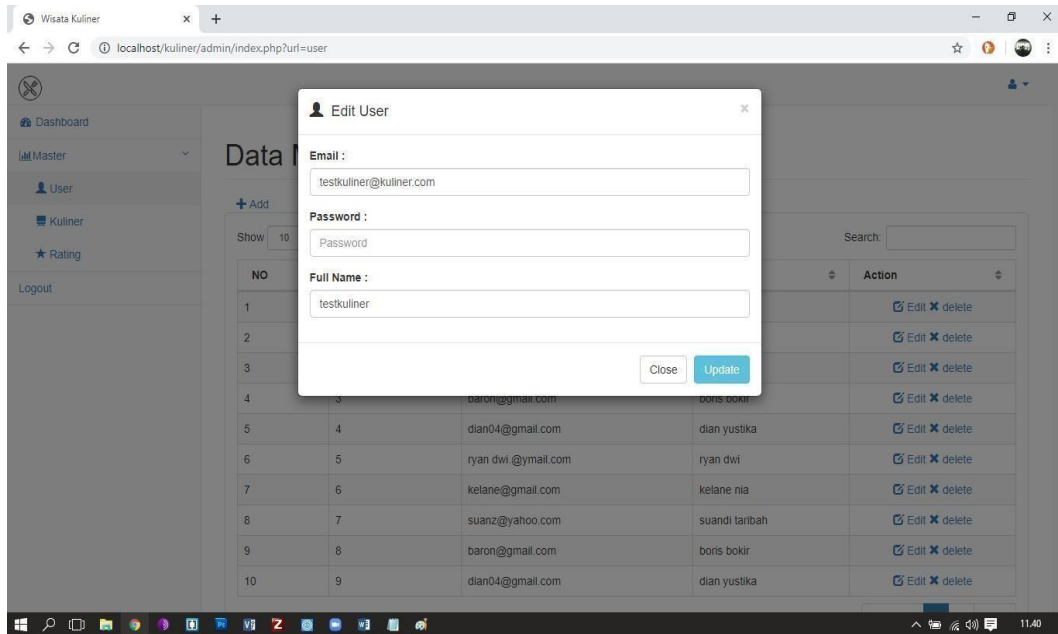 Wisata Kuliner
localhost/kuliner/admin/index.php?url=user
Dashboard
Master
User
Kuliner
Rating
Logout
Data
Add
Show 10
Search:
Edit User
Email :
testkuliner@kuliner.com
Password :
Password
Full Name :
testkuliner
Close Update
NO Action
1 Edit delete
2 Edit delete
3 Edit delete
4 3 baron@gmail.com boris bokir Edit delete
5 4 dian04@gmail.com dian yustika Edit delete
6 5 ryan dwi.@ymail.com ryan dwi Edit delete
7 6 kelane@gmail.com kelane nia Edit delete
8 7 suanz@yahoo.com suandi taribah Edit delete
9 8 baron@gmail.com boris bokir Edit delete
10 9 dian04@gmail.com dian yustika Edit delete
11.40